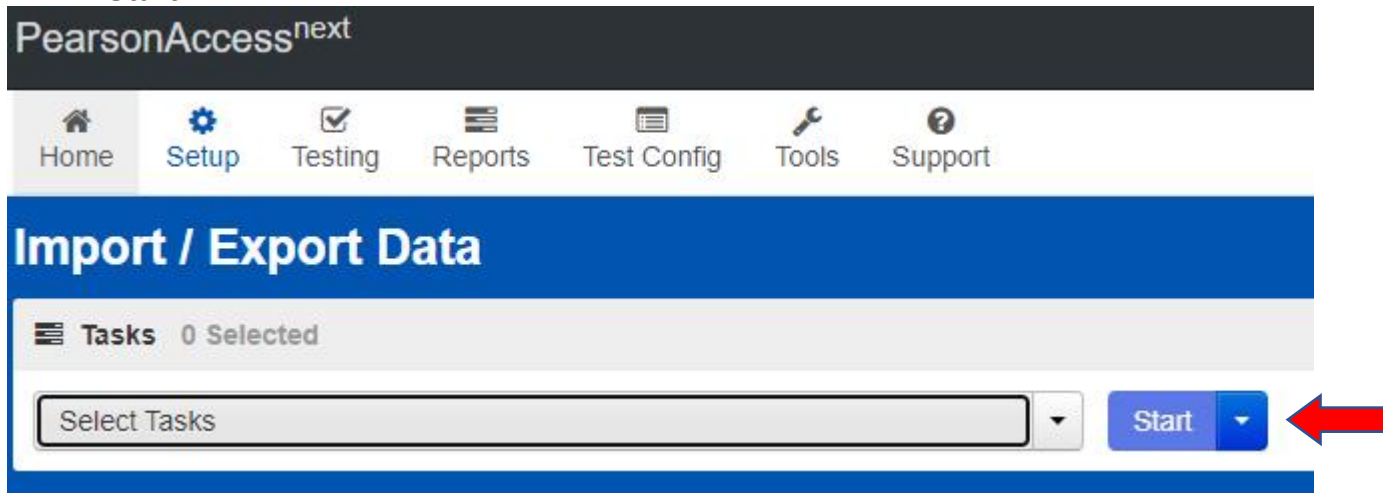 PearsonAccessnext
Home Setup Testing Reports Test Config Tools Support
Import / Export Data
Tasks 0 Selected
Select Tasks Start